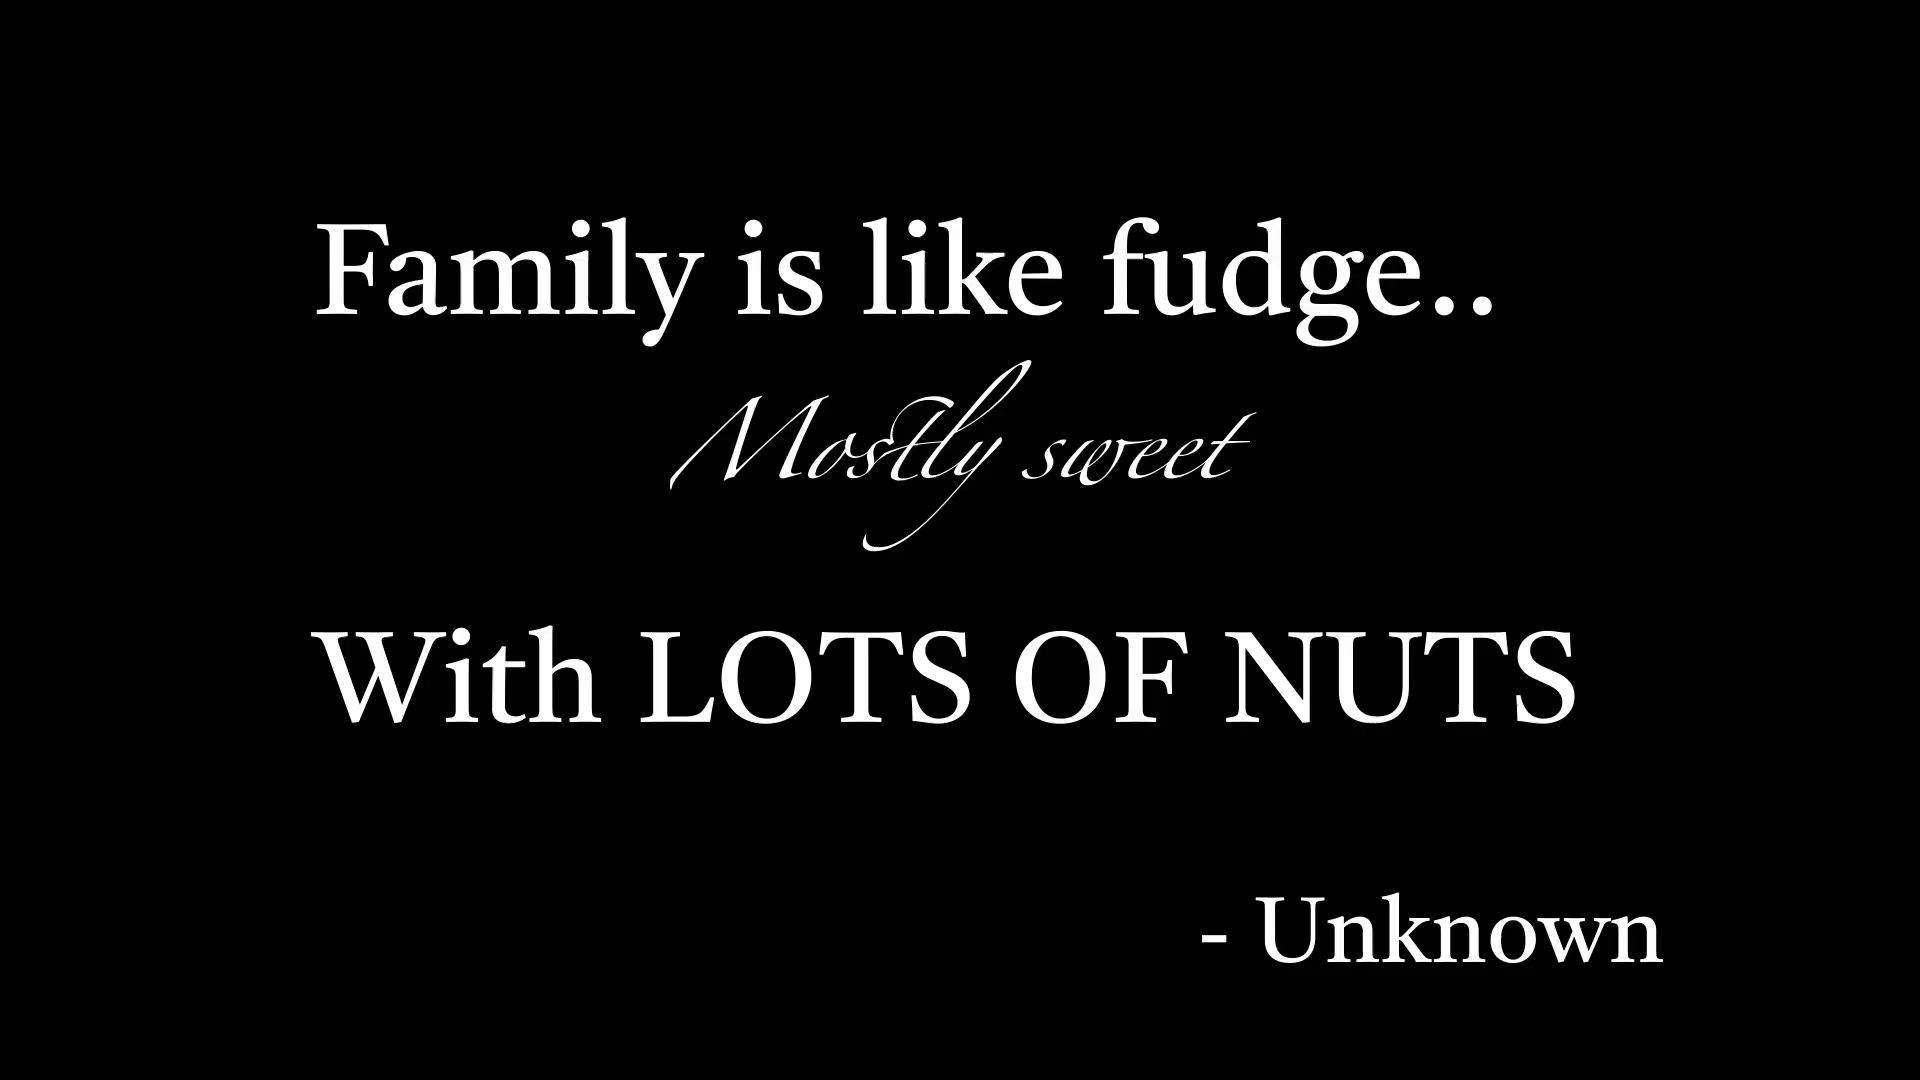 Family is like fudge..
Mostly sweet
With LOTS OF NUTS
- Unknown